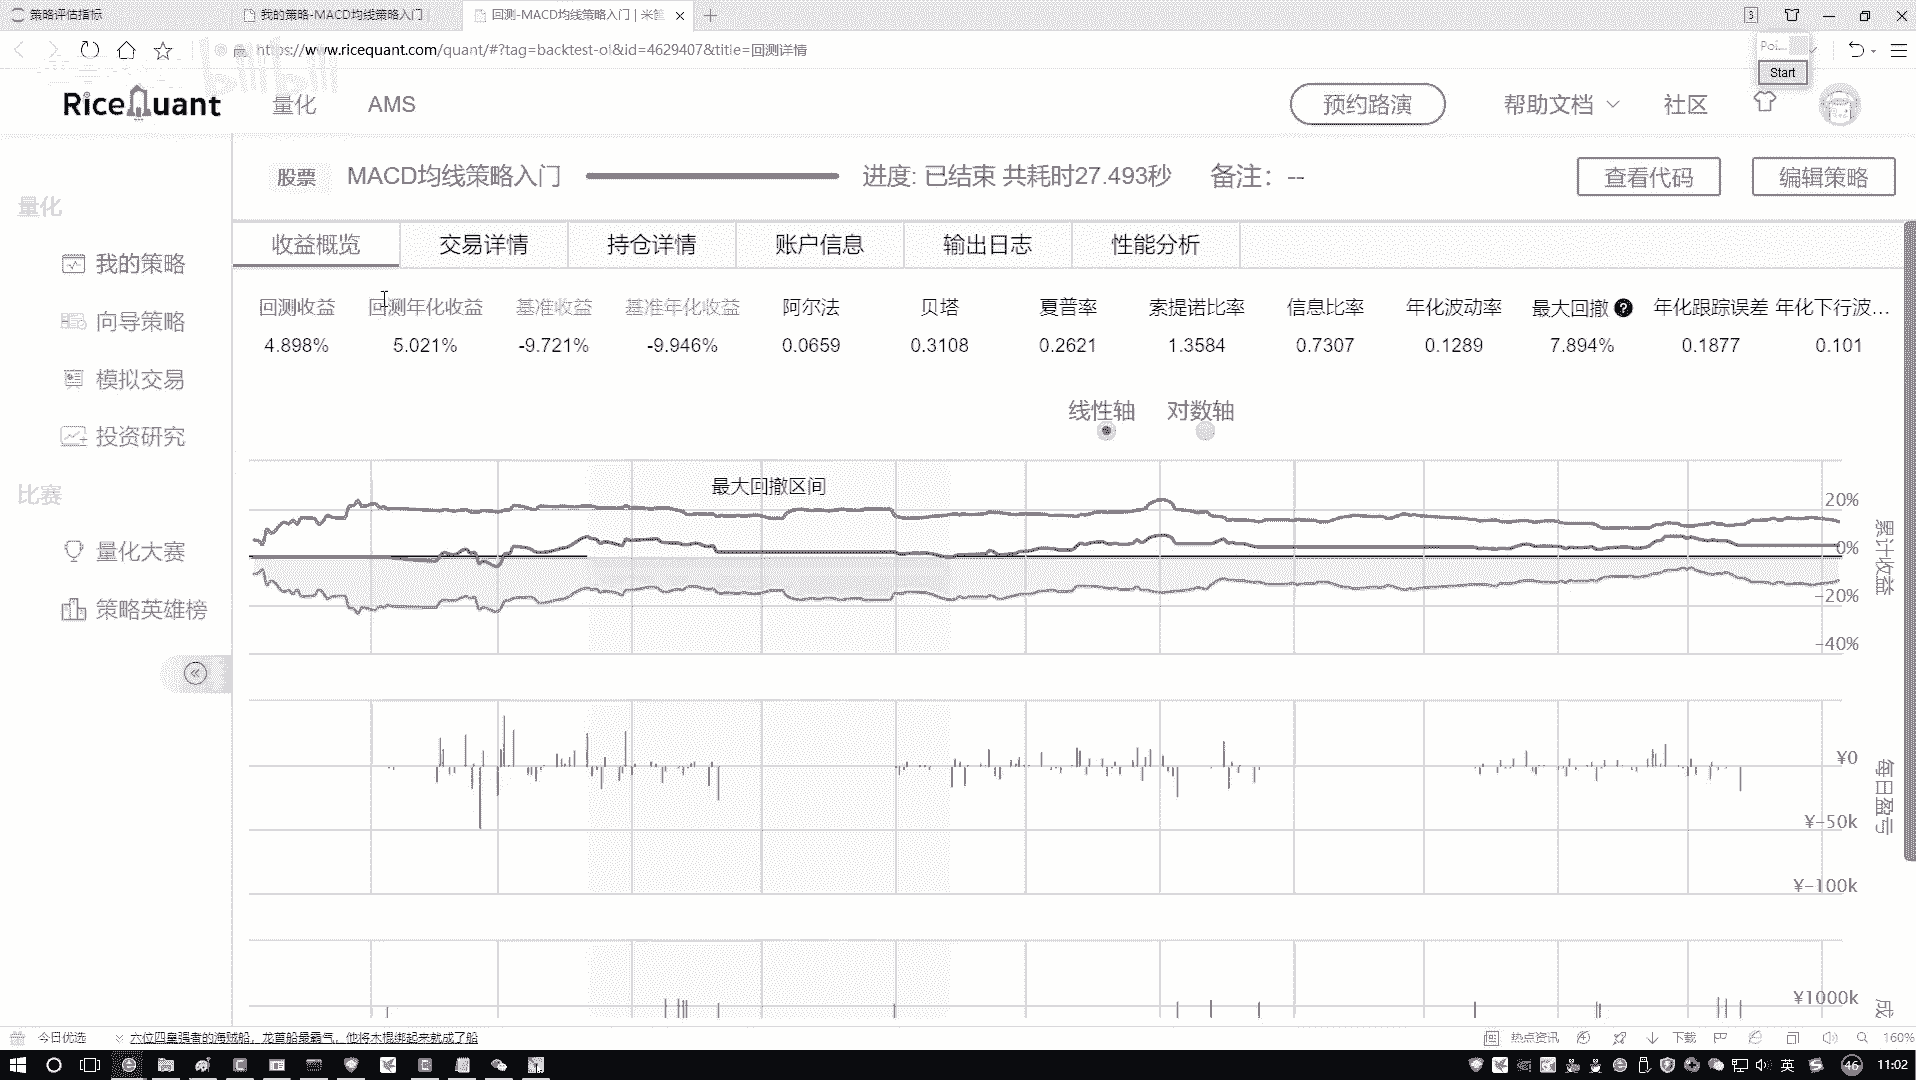 策略评估指标
我的策略-MACD均线策略入门
回测-MACD均线策略入门 | 米筐
3
https://www.ricequant.com/quant/#?tag=backtest-ol&id=4629407&title=回测详情
Poi...
Start
RiceQuant
量化
AMS
预约路演
帮助文档
社区
股票
MACD均线策略入门
进度: 已结束 共耗时27.493秒
备注: --
查看代码
编辑策略
量化
我的策略
向导策略
模拟交易
投资研究
比赛
量化大赛
策略英雄榜
收益概览
交易详情
持仓详情
账户信息
输出日志
性能分析
回测收益 回测年化收益 基准收益 基准年化收益 阿尔法 贝塔 夏普率 索提诺比率 信息比率 年化波动率 最大回撤 ? 年化跟踪误差 年化下行波...
4.898% 5.021% -9.721% -9.946% 0.0659 0.3108 0.2621 1.3584 0.7307 0.1289 7.894% 0.1877 0.101
线性轴 对数轴
最大回撤区间
20%
0%
-20%
-40%
累计收益
¥0
¥-50k
¥-100k
每日盈亏
¥1000k
成
今日优选
六位四皇强者的海贼船，龙首船最霸气，他将木棍绑起来就成了船
热点资讯
下载
160%
英
46
11:02